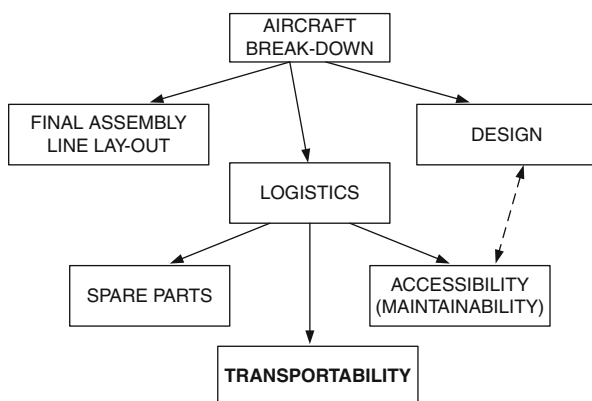 AIRCRAFT
BREAK-DOWN
FINAL ASSEMBLY
LINE LAY-OUT
DESIGN
LOGISTICS
SPARE PARTS
ACCESSIBILITY
(MAINTAINABILITY)
TRANSPORTABILITY